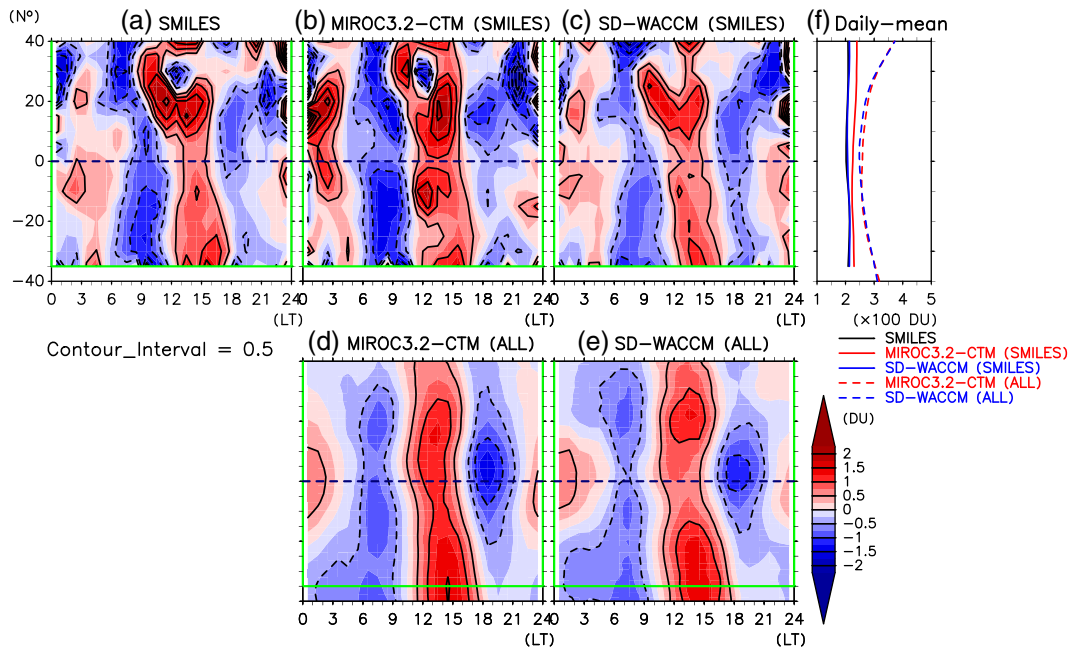 (a) SMILES
(b) MIROC3.2-CTM (SMILES)
(c) SD-WACCM (SMILES)
(f) Daily-mean
(N°)
40
20
0
-20
-40
0 3 6 9 12 15 18 21 24
(LT)
0 3 6 9 12 15 18 21 24
0 3 6 9 12 15 18 21 24
1 2 3 4 5
(×100 DU)
Contour_Interval = 0.5
(d) MIROC3.2-CTM (ALL)
(e) SD-WACCM (ALL)
SMILES
MIROC3.2-CTM (SMILES)
SD-WACCM (SMILES)
MIROC3.2-CTM (ALL)
SD-WACCM (ALL)
(DU)
2
1.5
1
0.5
0
-0.5
-1
-1.5
-2
0 3 6 9 12 15 18 21 24
(LT)
0 3 6 9 12 15 18 21 24
(LT)